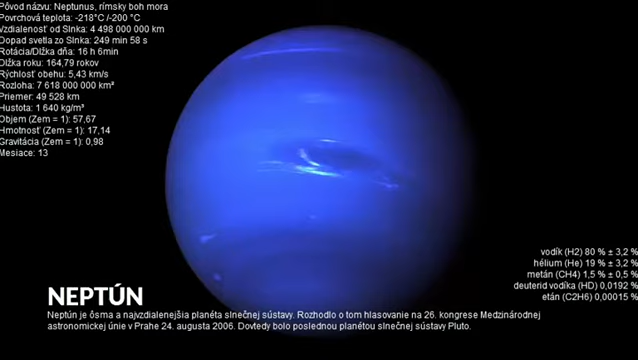 Pôvod názvu: Neptunus, rímsky boh mora
Povrchová teplota: -218°C /-200 °C
Vzdialenosť od Slnka: 4 498 000 000 km
Dopad svetla zo Slnka: 249 min 58 s
Rotácia/Dĺžka dňa: 16 h 6min
Dĺžka roku: 164,79 rokov
Rýchlosť obehu: 5,43 km/s
Rozloha: 7 618 000 000 km²
Priemer: 49 528 km
Hustota: 1 640 kg/m³
Objem (Zem = 1): 57,67
Hmotnosť (Zem = 1): 17,14
Gravitácia (Zem = 1): 0,98
Mesiace: 13
vodík (H2) 80 % ± 3,2 %
hélium (He) 19 % ± 3,2 %
metán (CH4) 1,5 % ± 0,5 %
deuterid vodíka (HD) 0,0192 %
etán (C2H6) 0,00015 %
NEPTÚN
Neptún je ôsma a najvzdialenejšia planéta slnečnej sústavy. Rozhodlo o tom hlasovanie na 26. kongrese Medzinárodnej
astronomickej únie v Prahe 24. augusta 2006. Dovtedy bolo poslednou planétou slnečnej sústavy Pluto.